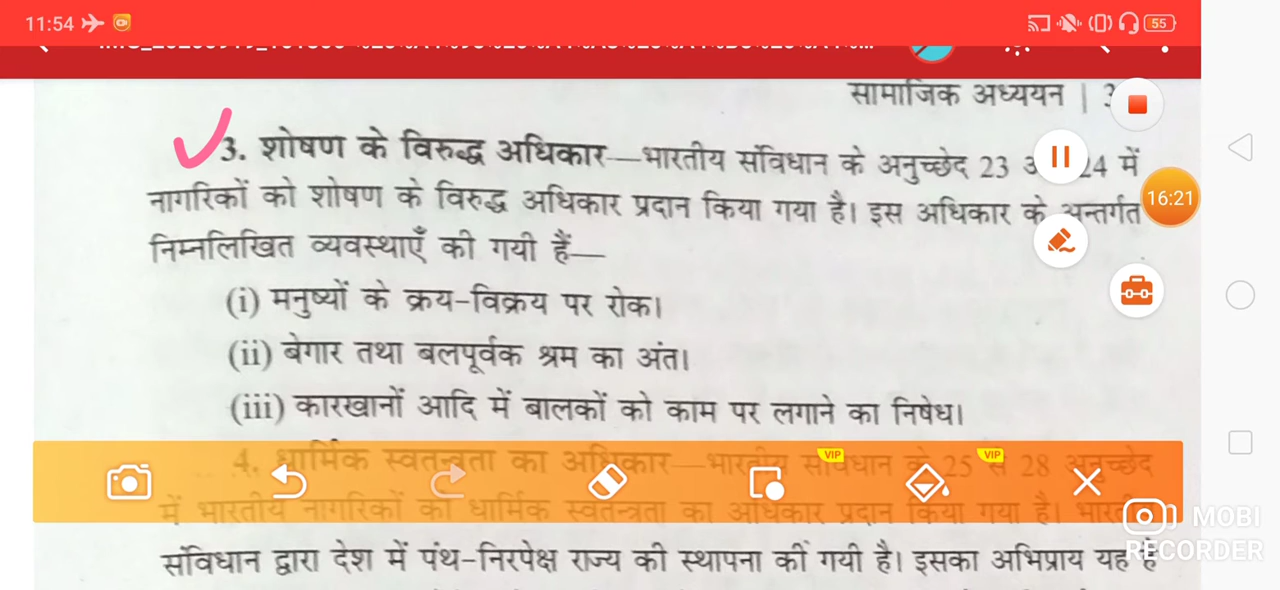 11:54
55
सामाजिक अध्ययन |
3. शोषण के विरुद्ध अधिकार—भारतीय संविधान के अनुच्छेद 23 24 में
16:21
नागरिकों को शोषण के विरुद्ध अधिकार प्रदान किया गया है। इस अधिकार के अन्तर्गत
निम्नलिखित व्यवस्थाएँ की गयी हैं—
(i) मनुष्यों के क्रय-विक्रय पर रोक।
(ii) बेगार तथा बलपूर्वक श्रम का अंत।
(iii) कारखानों आदि में बालकों को काम पर लगाने का निषेध।
VIP VIP
4. धार्मिक स्वतन्त्रता का अधिकार—भारतीय संविधान के 25 से 28 अनुच्छेद
में भारतीय नागरिकों को धार्मिक स्वतन्त्रता का अधिकार प्रदान किया गया है।
MOBI
RECORDER
संविधान द्वारा देश में पंथ-निरपेक्ष राज्य की स्थापना की गयी है। इसका अभिप्राय यह है